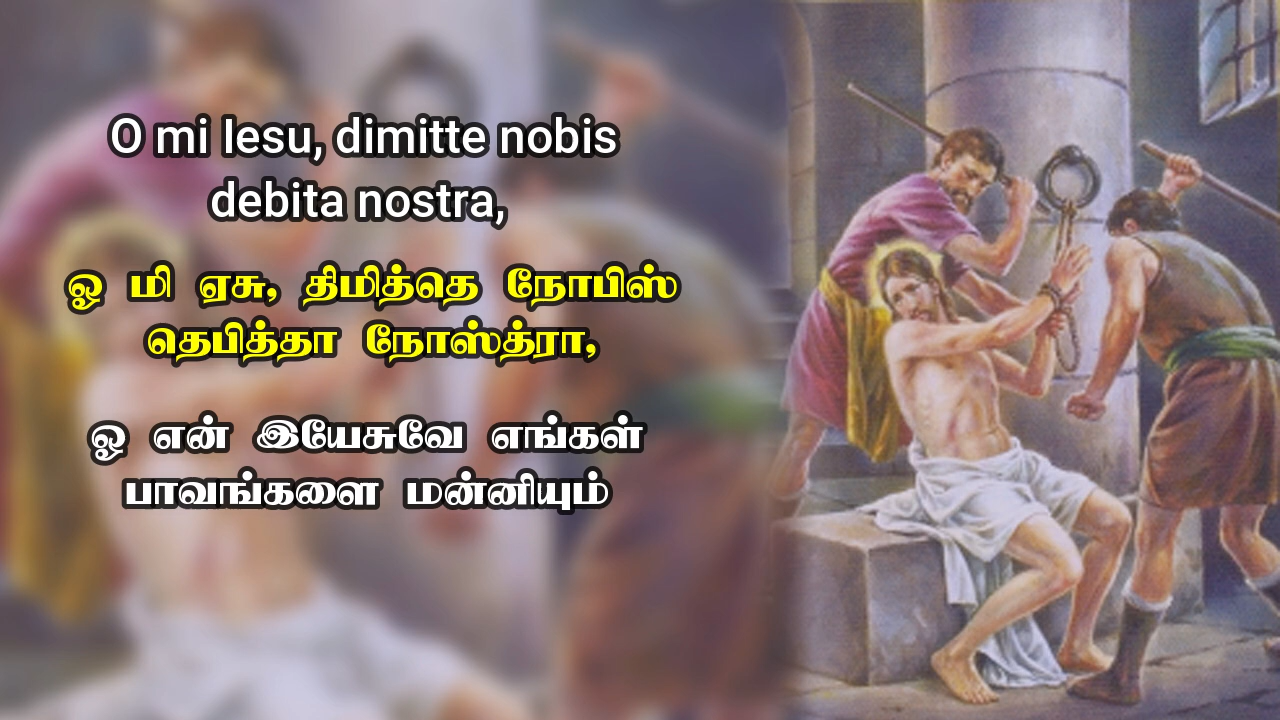 O mi Iesu, dimitte nobis
debita nostra,
ஓ மி ஏசு, திமித்தெ நோபிஸ்
தெபித்தா நோஸ்த்ரா,
ஓ என் இயேசுவே எங்கள்
பாவங்களை மன்னியும்